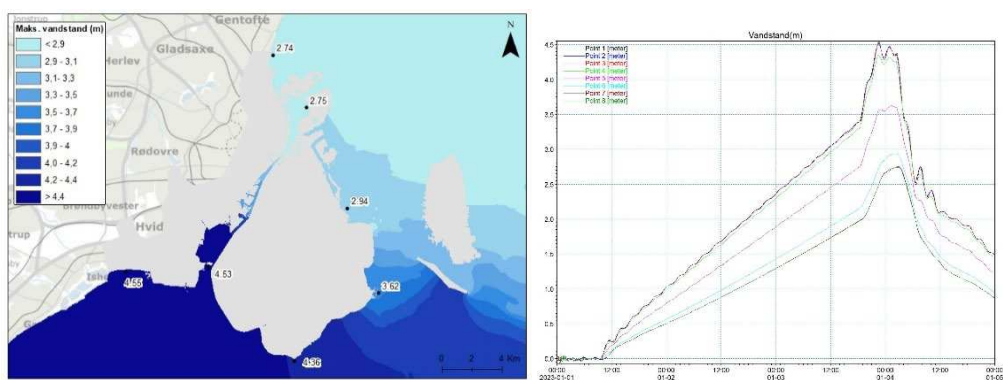 Maks. vandstand (m)
< 2,9
2.9 - 3,1
3,1- 3,3
3,3 - 3,5
3,5 - 3,7
3,7 - 3,9
3,9 - 4
4,0 - 4,2
4,2 - 4,4
> 4,4
Gentofte
Gladsaxe
Herlev
Rødovre
Brøndbyvester
Hvid
N
2.74
2.75
2.94
3.62
4.53
4.55
4.36
0 2 4 Km
Vandstand(m)
Point 1 [meter]
Point 2 [meter]
Point 3 [meter]
Point 4 [meter]
Point 5 [meter]
Point 6 [meter]
Point 7 [meter]
Point 8 [meter]
4.5
4.0
3.5
3.0
2.5
2.0
1.5
1.0
0.5
0.0
00:00 12:00 00:00 12:00 00:00 12:00 00:00 12:00 00:00
2023-01-01 01-02 01-03 01-04 01-05